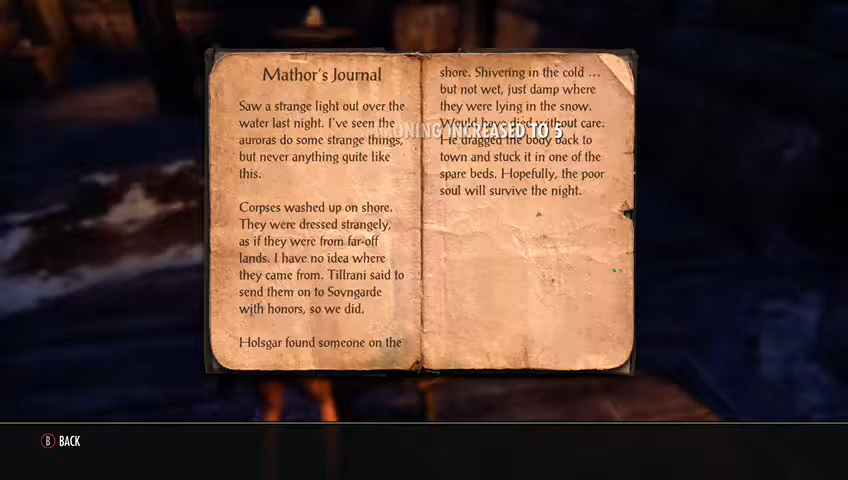 Mathor's Journal
Saw a strange light out over the
water last night. I've seen the
auroras do some strange things,
but never anything quite like
this.
Corpses washed up on shore.
They were dressed strangely,
as if they were from far-off
lands. I have no idea where
they came from. Tillrani said to
send them on to Sovngarde
with honors, so we did.
Holsgar found someone on the
shore. Shivering in the cold ...
but not wet, just damp where
they were lying in the snow.
Would have died without care.
INCREASED TO 5
He dragged the body back to
town and stuck it in one of the
spare beds. Hopefully, the poor
soul will survive the night.
B BACK